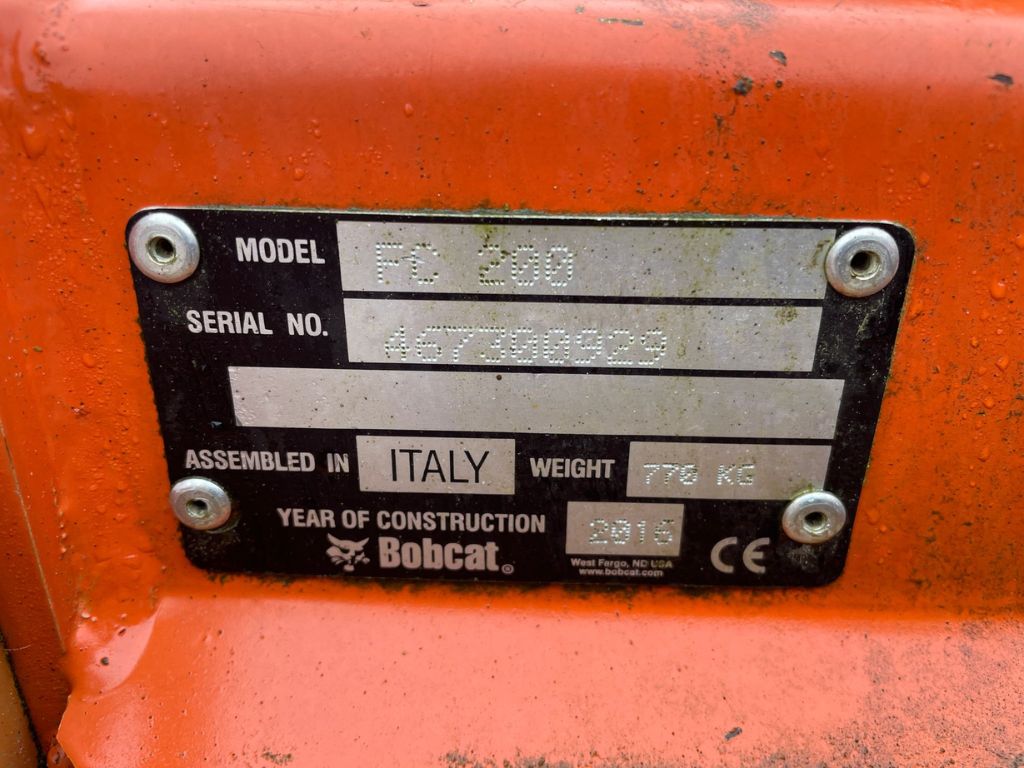 MODEL FC 200
SERIAL NO. 467300929
ASSEMBLED IN ITALY WEIGHT 770 KG
YEAR OF CONSTRUCTION 2016
Bobcat®
West Fargo, ND USA
www.bobcat.com
CE